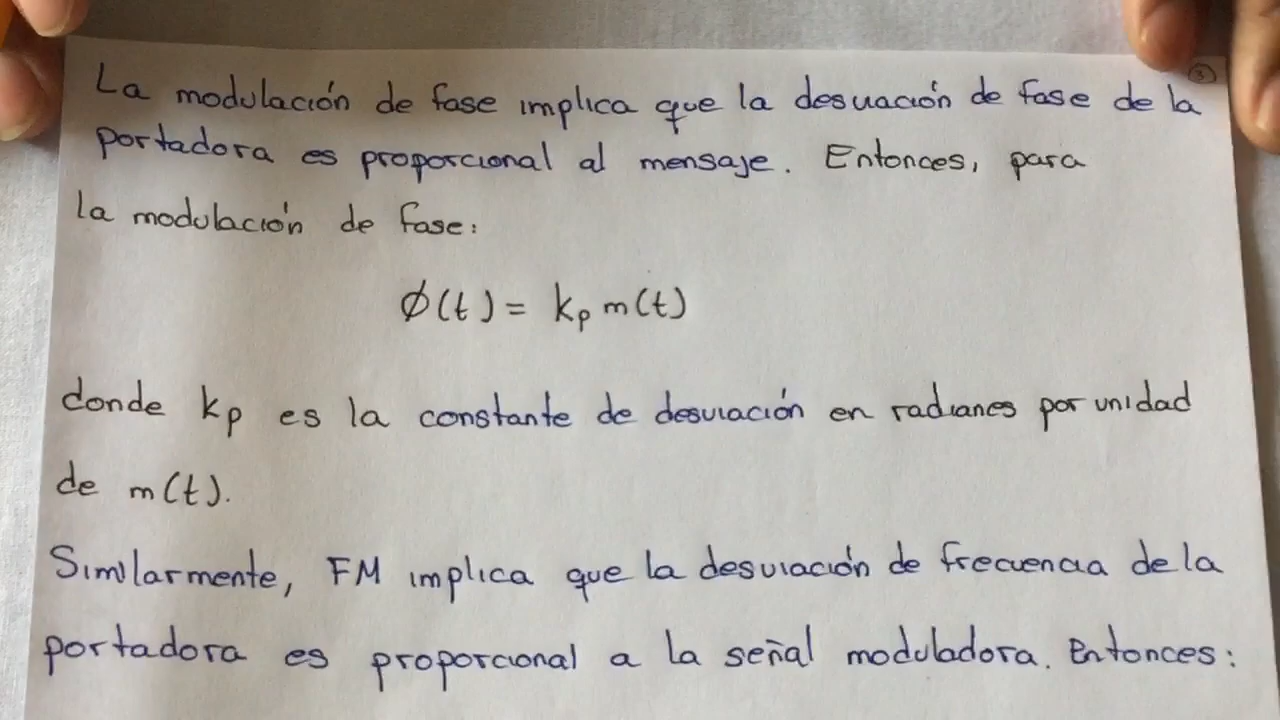 ③
La modulación de fase implica que la desviación de fase de la
portadora es proporcional al mensaje. Entonces, para
la modulación de fase:
ϕ(t) = kp m(t)
donde kp es la constante de desviación en radianes por unidad
de m(t).
Similarmente, FM implica que la desviación de frecuencia de la
portadora es proporcional a la señal moduladora. Entonces: